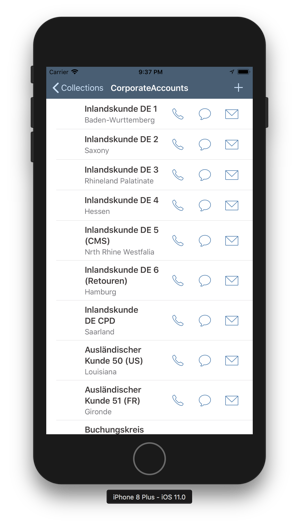 Carrier 9:37 PM
Collections CorporateAccounts +
Inlandskunde DE 1
Baden-Wurttemberg
Inlandskunde DE 2
Saxony
Inlandskunde DE 3
Rhineland Palatinate
Inlandskunde DE 4
Hessen
Inlandskunde DE 5
(CMS)
Nrth Rhine Westfalia
Inlandskunde DE 6
(Retouren)
Hamburg
Inlandskunde
DE CPD
Saarland
Ausländischer
Kunde 50 (US)
Louisiana
Ausländischer
Kunde 51 (FR)
Gironde
Buchungskreis
iPhone 8 Plus - iOS 11.0